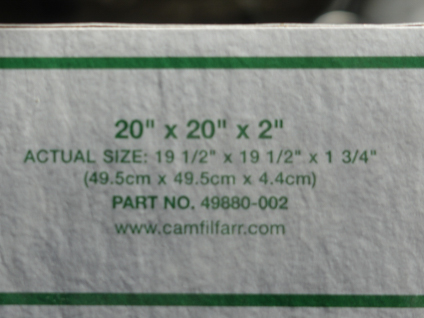 20" x 20" x 2"
ACTUAL SIZE: 19 1/2" x 19 1/2" x 1 3/4"
(49.5cm x 49.5cm x 4.4cm)
PART NO. 49880-002
www.camfilfarr.com